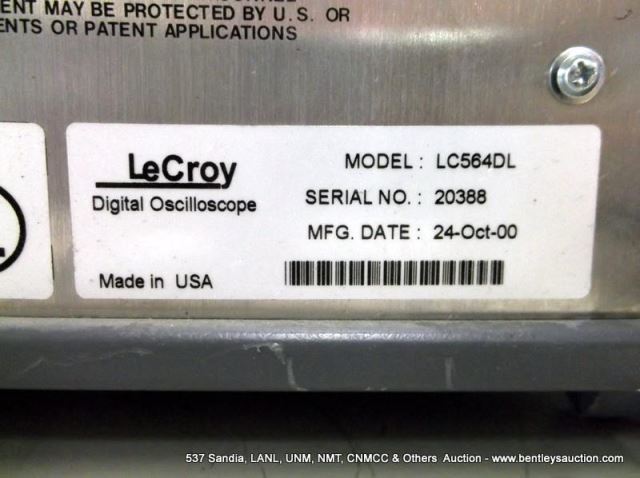 ENT MAY BE PROTECTED BY U.S. OR
ENTS OR PATENT APPLICATIONS
LeCroy
Digital Oscilloscope
Made in USA
MODEL : LC564DL
SERIAL NO. : 20388
MFG. DATE : 24-Oct-00
537 Sandia, LANL, UNM, NMT, CNMCC & Others Auction - www.bentleysauction.com